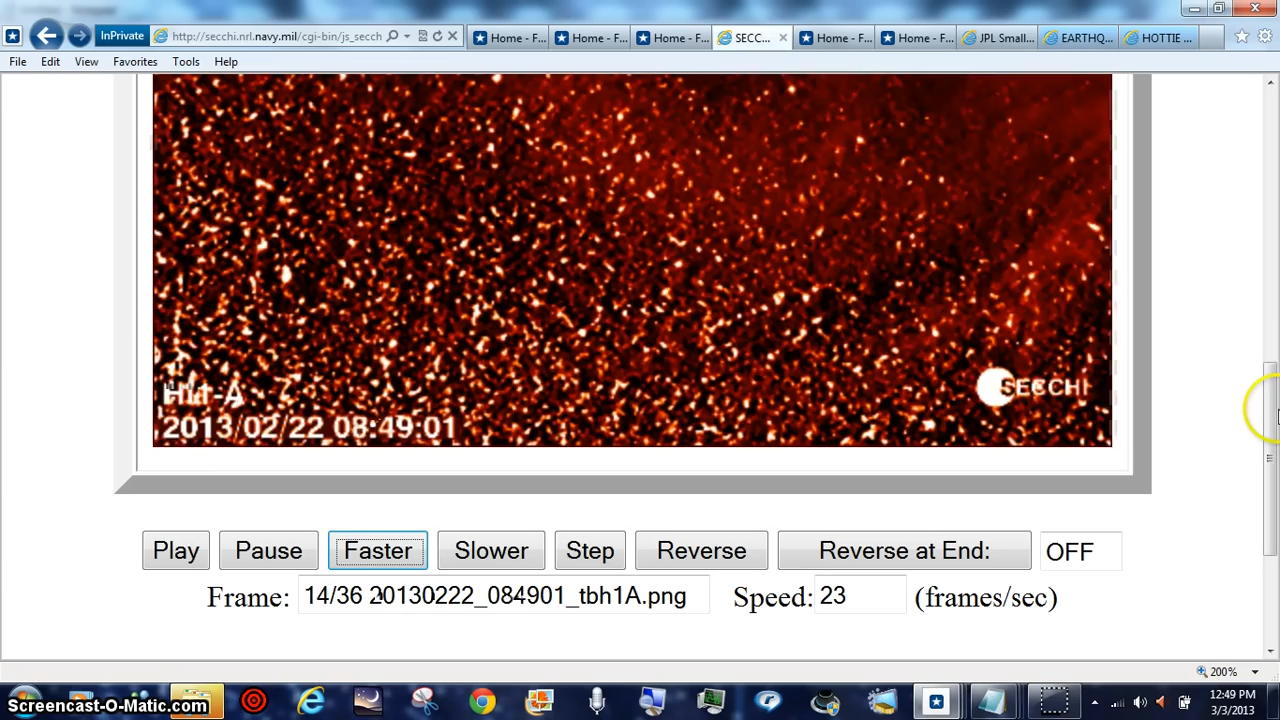 InPrivate http://secchi.nrl.navy.mil/cgi-bin/js_secch
Home - F... Home - F... Home - F... SECC... Home - F... Home - F... JPL Small... EARTHQ... HOTTIE ...
File Edit View Favorites Tools Help
HI1-A
SECCHI
2013/02/22 08:49:01
Play Pause Faster Slower Step Reverse Reverse at End: OFF
Frame: 14/36 20130222_084901_tbh1A.png Speed: 23 (frames/sec)
200%
Screencast-O-Matic.com
12:49 PM
3/3/2013